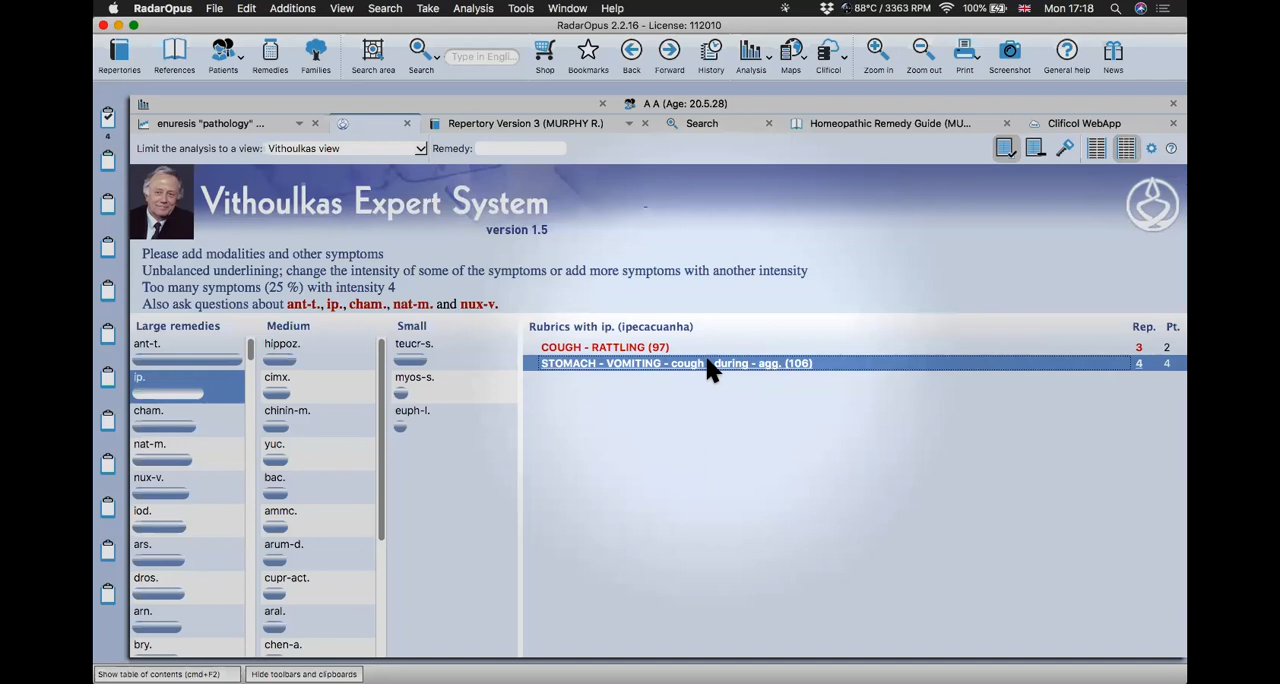 RadarOpus File Edit Additions View Search Take Analysis Tools Window Help 88°C / 3363 RPM 100% Mon 17:18
RadarOpus 2.2.16 - License: 112010
Type in Engli...
Repertories References Patients Remedies Families Search area Search Shop Bookmarks Back Forward History Analysis Maps Clificol Zoom in Zoom out Print Screenshot General help News
A A (Age: 20.5.28)
4
enuresis "pathology" ... Repertory Version 3 (MURPHY R.) Search Homeopathic Remedy Guide (MU... Clificol WebApp
Limit the analysis to a view: Vithoulkas view Remedy:
Vithoulkas Expert System
version 1.5
Please add modalities and other symptoms
Unbalanced underlining; change the intensity of some of the symptoms or add more symptoms with another intensity
Too many symptoms (25 %) with intensity 4
Also ask questions about ant-t., ip., cham., nat-m. and nux-v.
Large remedies Medium Small Rubrics with ip. (ipecacuanha) Rep. Pt.
ant-t. hippoz. teucr-s. COUGH - RATTLING (97) 3 2
STOMACH - VOMITING - cough during - agg. (106) 4 4
ip. cimx. myos-s.
cham. chinin-m. euph-l.
nat-m. yuc.
nux-v. bac.
iod. ammc.
ars. arum-d.
dros. cupr-act.
arn. aral.
bry. chen-a.
Show table of contents (cmd+F2) Hide toolbars and clipboards